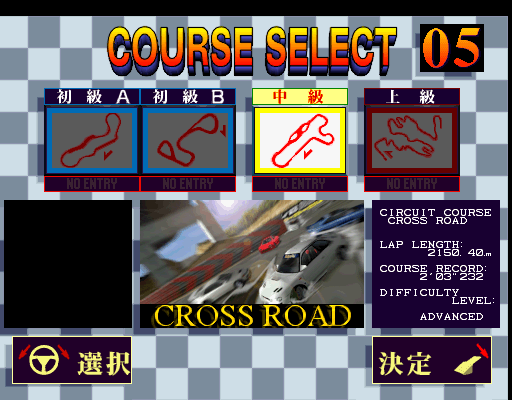 COURSE SELECT 05
初級A 初級B 中級 上級
NO ENTRY NO ENTRY NO ENTRY NO ENTRY
CIRCUIT COURSE
CROSS ROAD
LAP LENGTH:
2150.40m
COURSE RECORD:
2'03"232
DIFFICULTY
LEVEL:
ADVANCED
CROSS ROAD
選択 決定